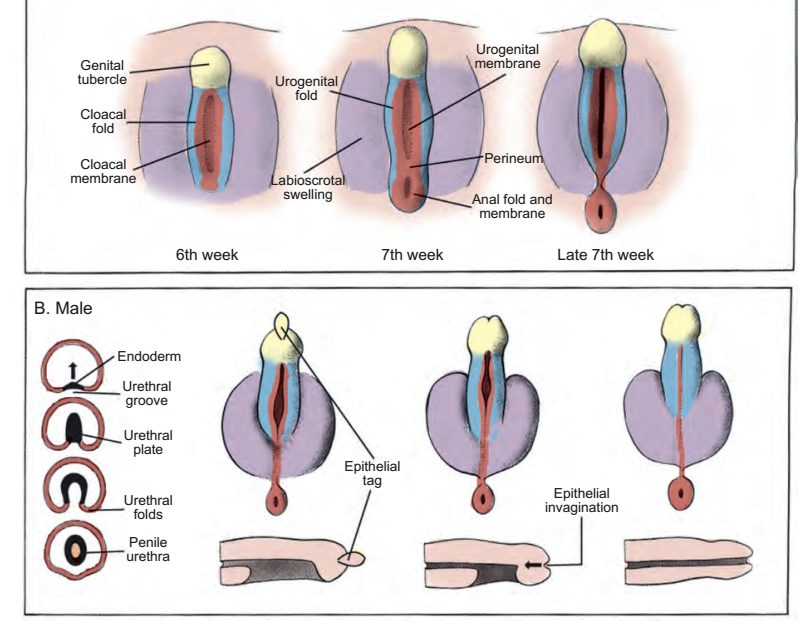 Genital
tubercle
Cloacal
fold
Cloacal
membrane
Urogenital
fold
Labioscrotal
swelling
Urogenital
membrane
Perineum
Anal fold and
membrane
6th week
7th week
Late 7th week
B. Male
Endoderm
Urethral
groove
Urethral
plate
Urethral
folds
Penile
urethra
Epithelial
tag
Epithelial
invagination